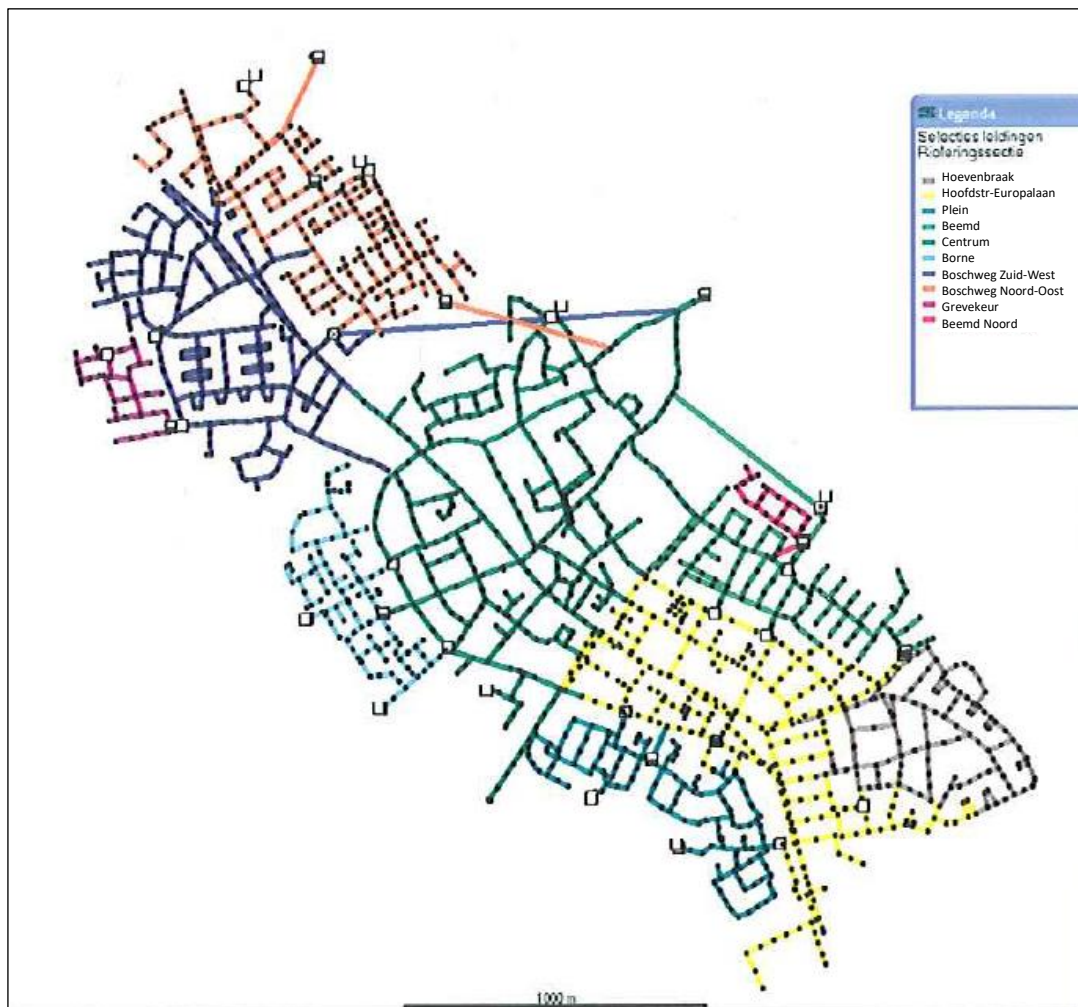 Legenda
Selecties leidingen
Rioleringssectie
Hoevenbraak
Hoofdstr-Europalaan
Plein
Beemd
Centrum
Borne
Boschweg Zuid-West
Boschweg Noord-Oost
Grevekeur
Beemd Noord
1000 m